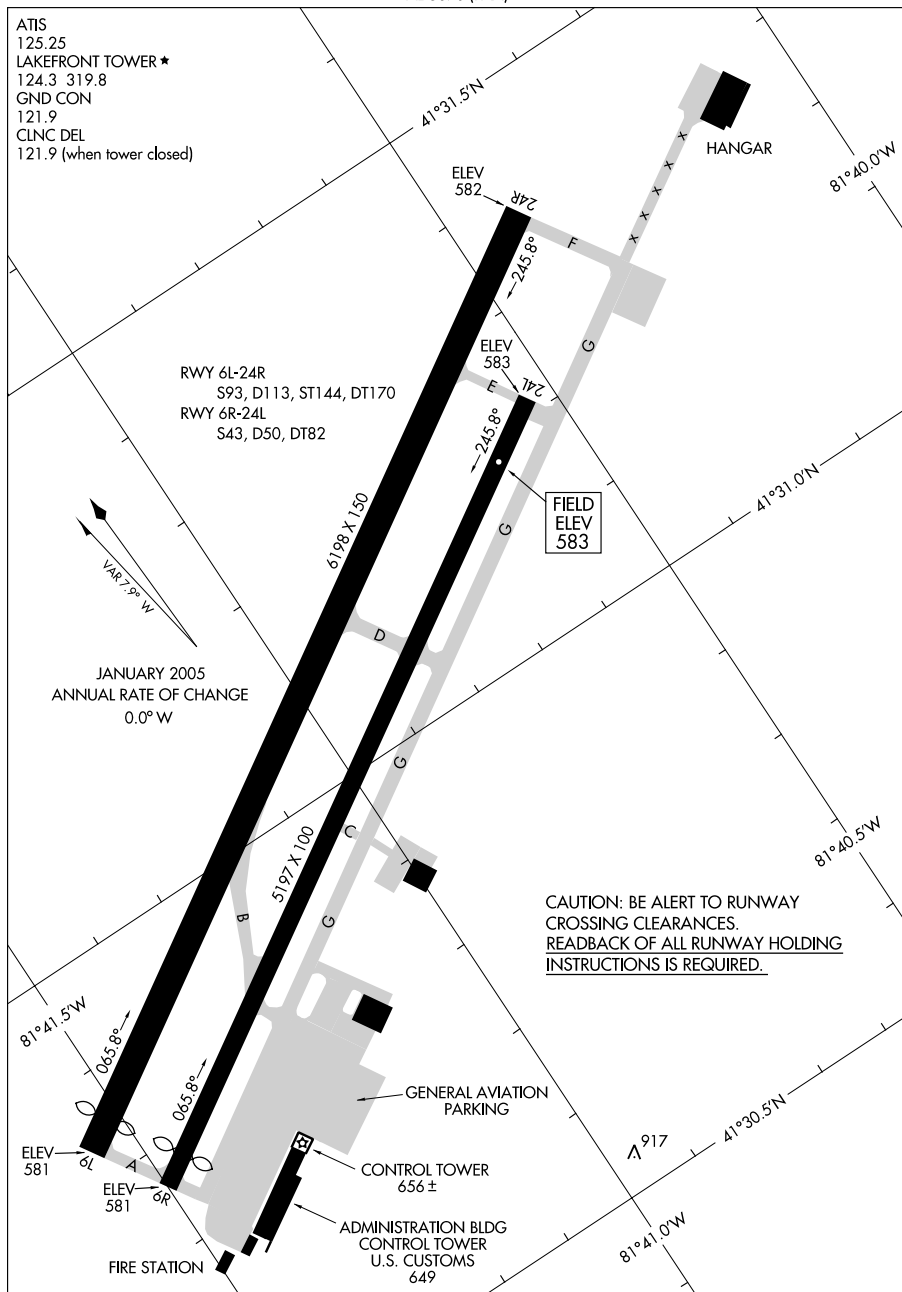 ATIS
125.25
LAKEFRONT TOWER★
124.3 319.8
GND CON
121.9
CLNC DEL
121.9 (when tower closed)
41°31.5'N
HANGAR
81°40.0'W
ELEV
582
24R
F
245.8°
G
ELEV
583
24L
E
245.8°
RWY 6L-24R
S93, D113, ST144, DT170
RWY 6R-24L
S43, D50, DT82
FIELD
ELEV
583
G
41°31.0'N
6198 X 150
VAR 7.9° W
D
JANUARY 2005
ANNUAL RATE OF CHANGE
0.0° W
G
C
5197 X 100
81°40.5'W
B
G
CAUTION: BE ALERT TO RUNWAY
CROSSING CLEARANCES.
READBACK OF ALL RUNWAY HOLDING
INSTRUCTIONS IS REQUIRED.
81°41.5'W
065.8°
065.8°
GENERAL AVIATION
PARKING
41°30.5'N
917
ELEV
581
6L
A
ELEV
581
6R
CONTROL TOWER
656 ±
ADMINISTRATION BLDG
CONTROL TOWER
U.S. CUSTOMS
649
81°41.0'W
FIRE STATION